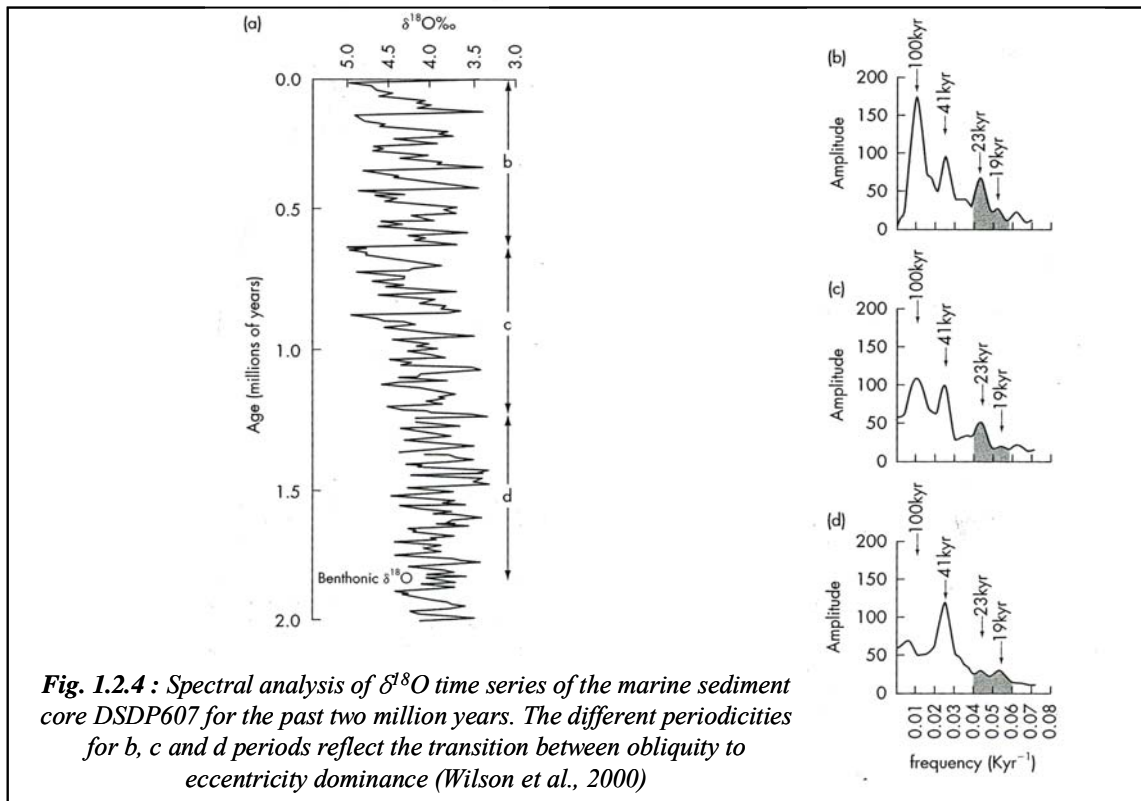 (a)
δ¹⁸O‰
5.0 4.5 4.0 3.5 3.0
0.0
0.5
1.0
1.5
2.0
Age (millions of years)
b
c
d
Benthonic δ¹⁸O
(b)
100kyr
41kyr
23kyr
19kyr
200
150
100
50
0
Amplitude
(c)
100kyr
41kyr
23kyr
19kyr
200
150
100
50
0
Amplitude
(d)
100kyr
41kyr
23kyr
19kyr
200
150
100
50
0
Amplitude
0.01 0.02 0.03 0.04 0.05 0.06 0.07 0.08
frequency (Kyr⁻¹)
Fig. 1.2.4 : Spectral analysis of δ¹⁸O time series of the marine sediment
core DSDP607 for the past two million years. The different periodicities
for b, c and d periods reflect the transition between obliquity to
eccentricity dominance (Wilson et al., 2000)